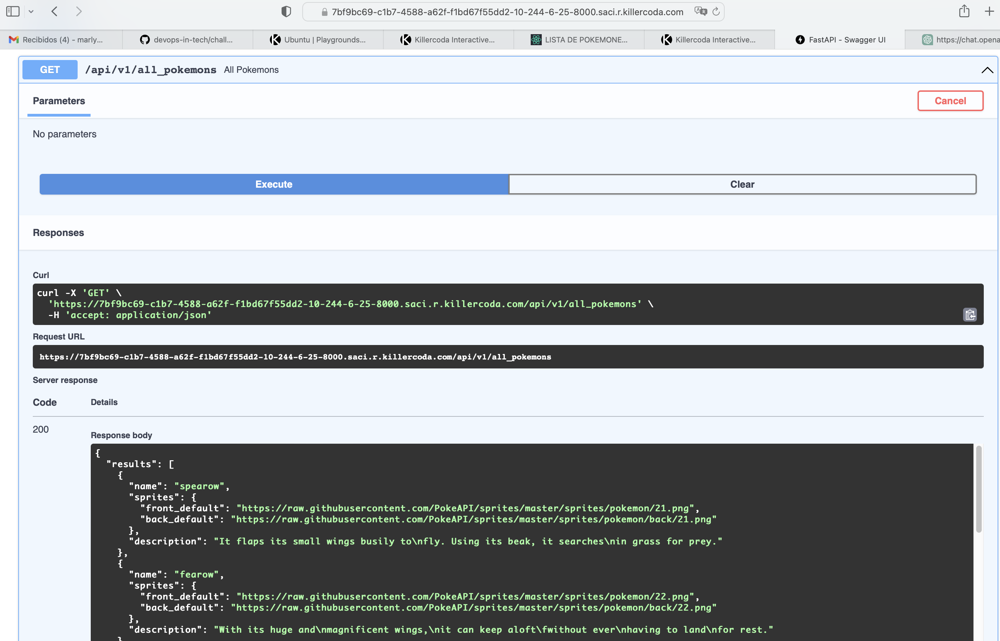 7bf9bc69-c1b7-4588-a62f-f1bd67f55dd2-10-244-6-25-8000.saci.r.killercoda.com
Recibidos (4) - marly...
devops-in-tech/chall...
Ubuntu | Playgrounds...
Killercoda Interactive...
LISTA DE POKEMONE...
Killercoda Interactive...
FastAPI - Swagger UI
https://chat.opena
GET /api/v1/all_pokemons All Pokemons
Parameters
Cancel
No parameters
Execute
Clear
Responses
Curl
curl -X 'GET' \
'https://7bf9bc69-c1b7-4588-a62f-f1bd67f55dd2-10-244-6-25-8000.saci.r.killercoda.com/api/v1/all_pokemons' \
-H 'accept: application/json'
Request URL
https://7bf9bc69-c1b7-4588-a62f-f1bd67f55dd2-10-244-6-25-8000.saci.r.killercoda.com/api/v1/all_pokemons
Server response
Code Details
200
Response body
{
"results": [
{
"name": "spearow",
"sprites": {
"front_default": "https://raw.githubusercontent.com/PokeAPI/sprites/master/sprites/pokemon/21.png",
"back_default": "https://raw.githubusercontent.com/PokeAPI/sprites/master/sprites/pokemon/back/21.png"
},
"description": "It flaps its small wings busily to\nfly. Using its beak, it searches\nin grass for prey."
},
{
"name": "fearow",
"sprites": {
"front_default": "https://raw.githubusercontent.com/PokeAPI/sprites/master/sprites/pokemon/22.png",
"back_default": "https://raw.githubusercontent.com/PokeAPI/sprites/master/sprites/pokemon/back/22.png"
},
"description": "With its huge and\nmagnificent wings,\nit can keep aloft\fwithout ever\nhaving to land\nfor rest."
}